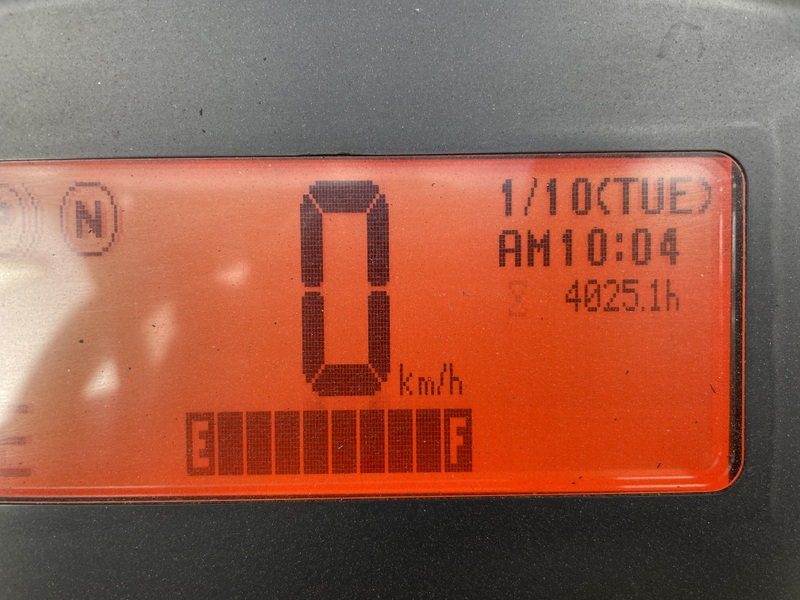 N
0 km/h
1/10(TUE)
AM10:04
4025.1h
E F